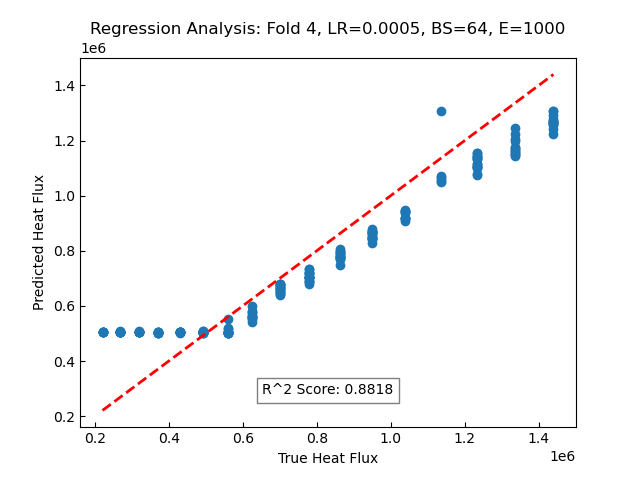 Regression Analysis: Fold 4, LR=0.0005, BS=64, E=1000
1e6
1.4
1.2
1.0
0.8
0.6
0.4
0.2
Predicted Heat Flux
R^2 Score: 0.8818
0.2 0.4 0.6 0.8 1.0 1.2 1.4
True Heat Flux
1e6